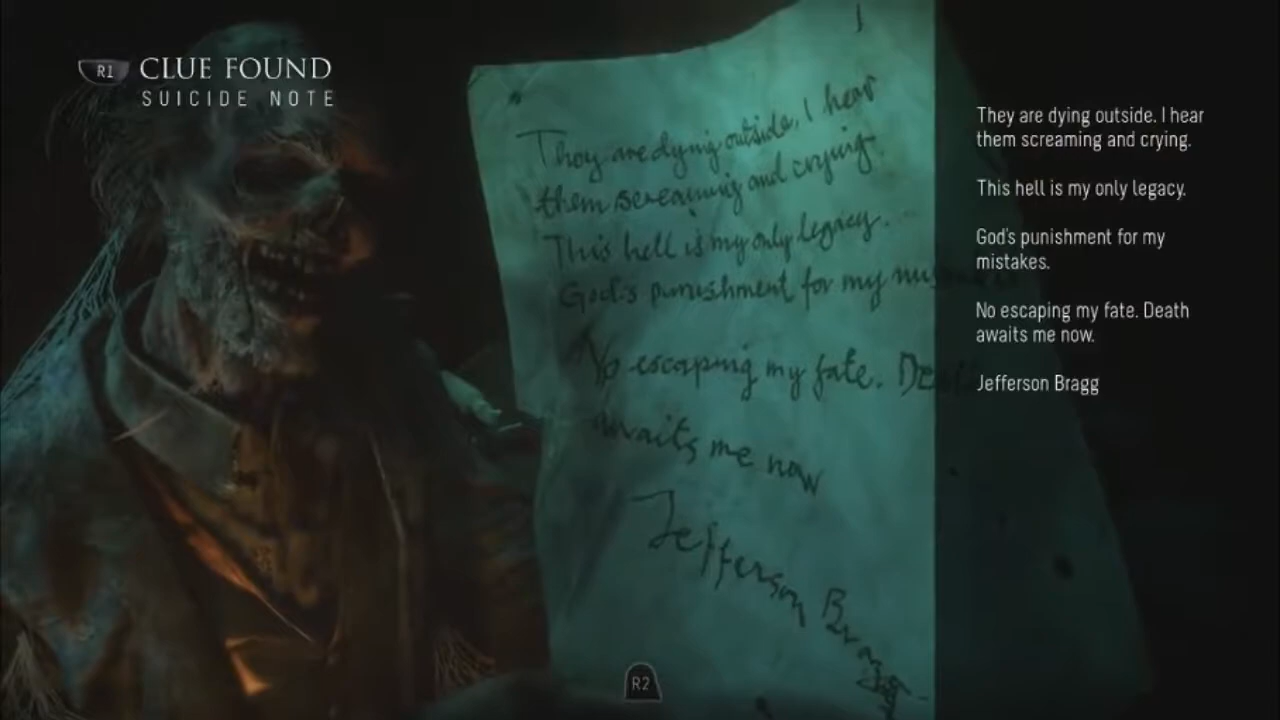 R1 CLUE FOUND
SUICIDE NOTE
They are dying outside. I hear
them screaming and crying.
This hell is my only legacy.
God's punishment for my mis
No escaping my fate. Death
awaits me now
Jefferson Bragg
They are dying outside. I hear
them screaming and crying.
This hell is my only legacy.
God's punishment for my
mistakes.
No escaping my fate. Death
awaits me now.
Jefferson Bragg
R2